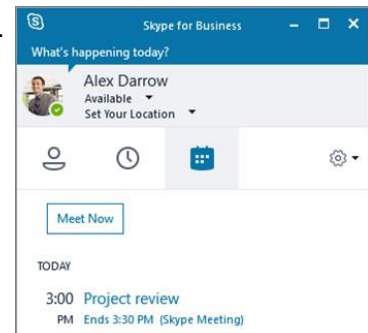 Skype for Business
What's happening today?
Alex Darrow
Available
Set Your Location
Meet Now
TODAY
3:00 Project review
PM Ends 3:30 PM (Skype Meeting)